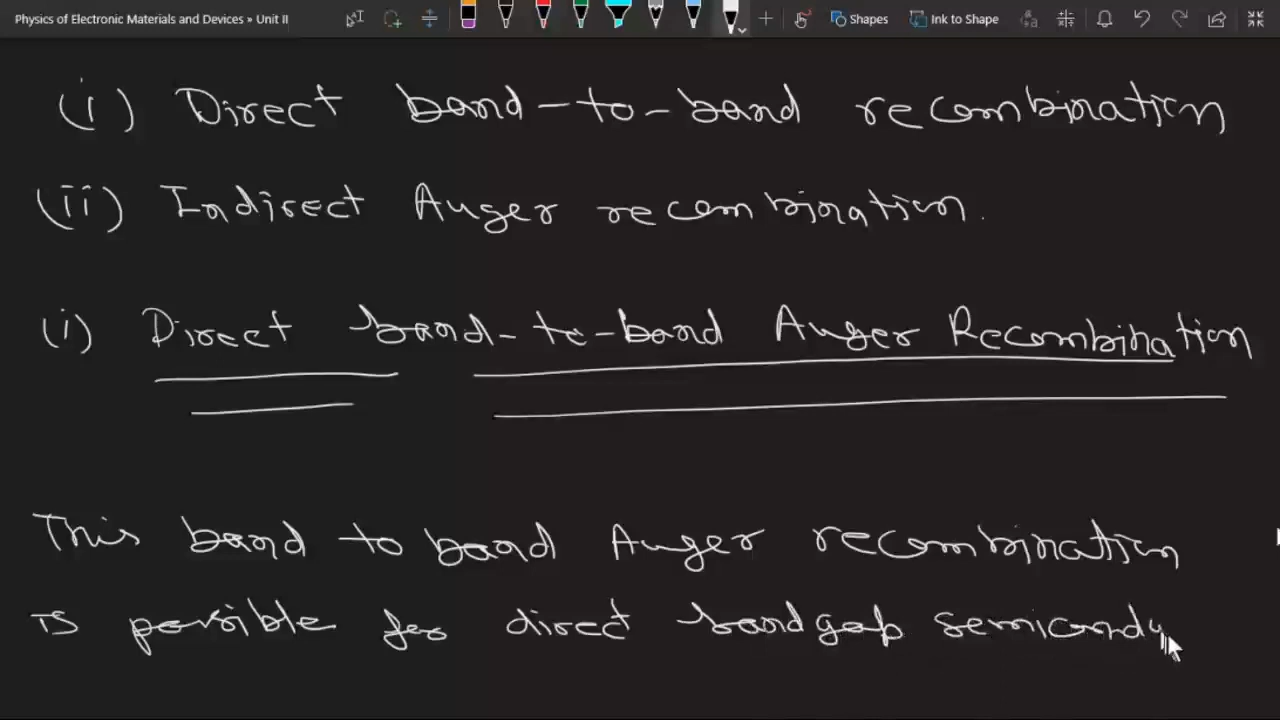 Physics of Electronic Materials and Devices » Unit II
Shapes
Ink to Shape
(i) Direct band-to-band recombination
(ii) Indirect Auger recombination.
(i) Direct band-to-band Auger Recombination
This band to band Auger recombination
is possible for direct bandgap semicondu